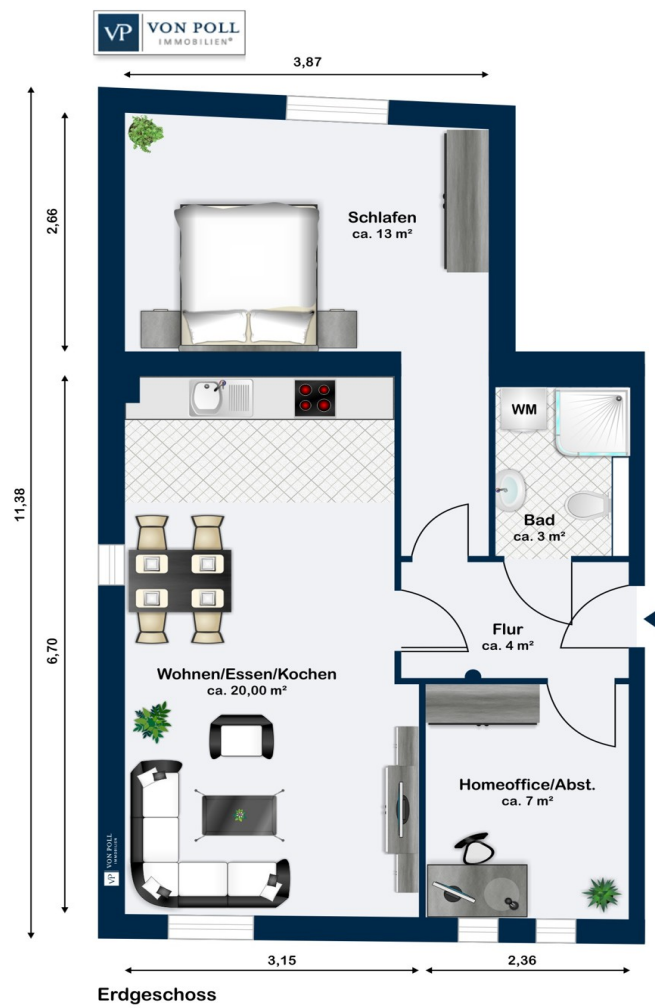 VP VON POLL
IMMOBILIEN®
3,87
2,66
11,38
6,70
Schlafen
ca. 13 m²
WM
Bad
ca. 3 m²
Flur
ca. 4 m²
Wohnen/Essen/Kochen
ca. 20,00 m²
Homeoffice/Abst.
ca. 7 m²
VP VON POLL
IMMOBILIEN
3,15
2,36
Erdgeschoss